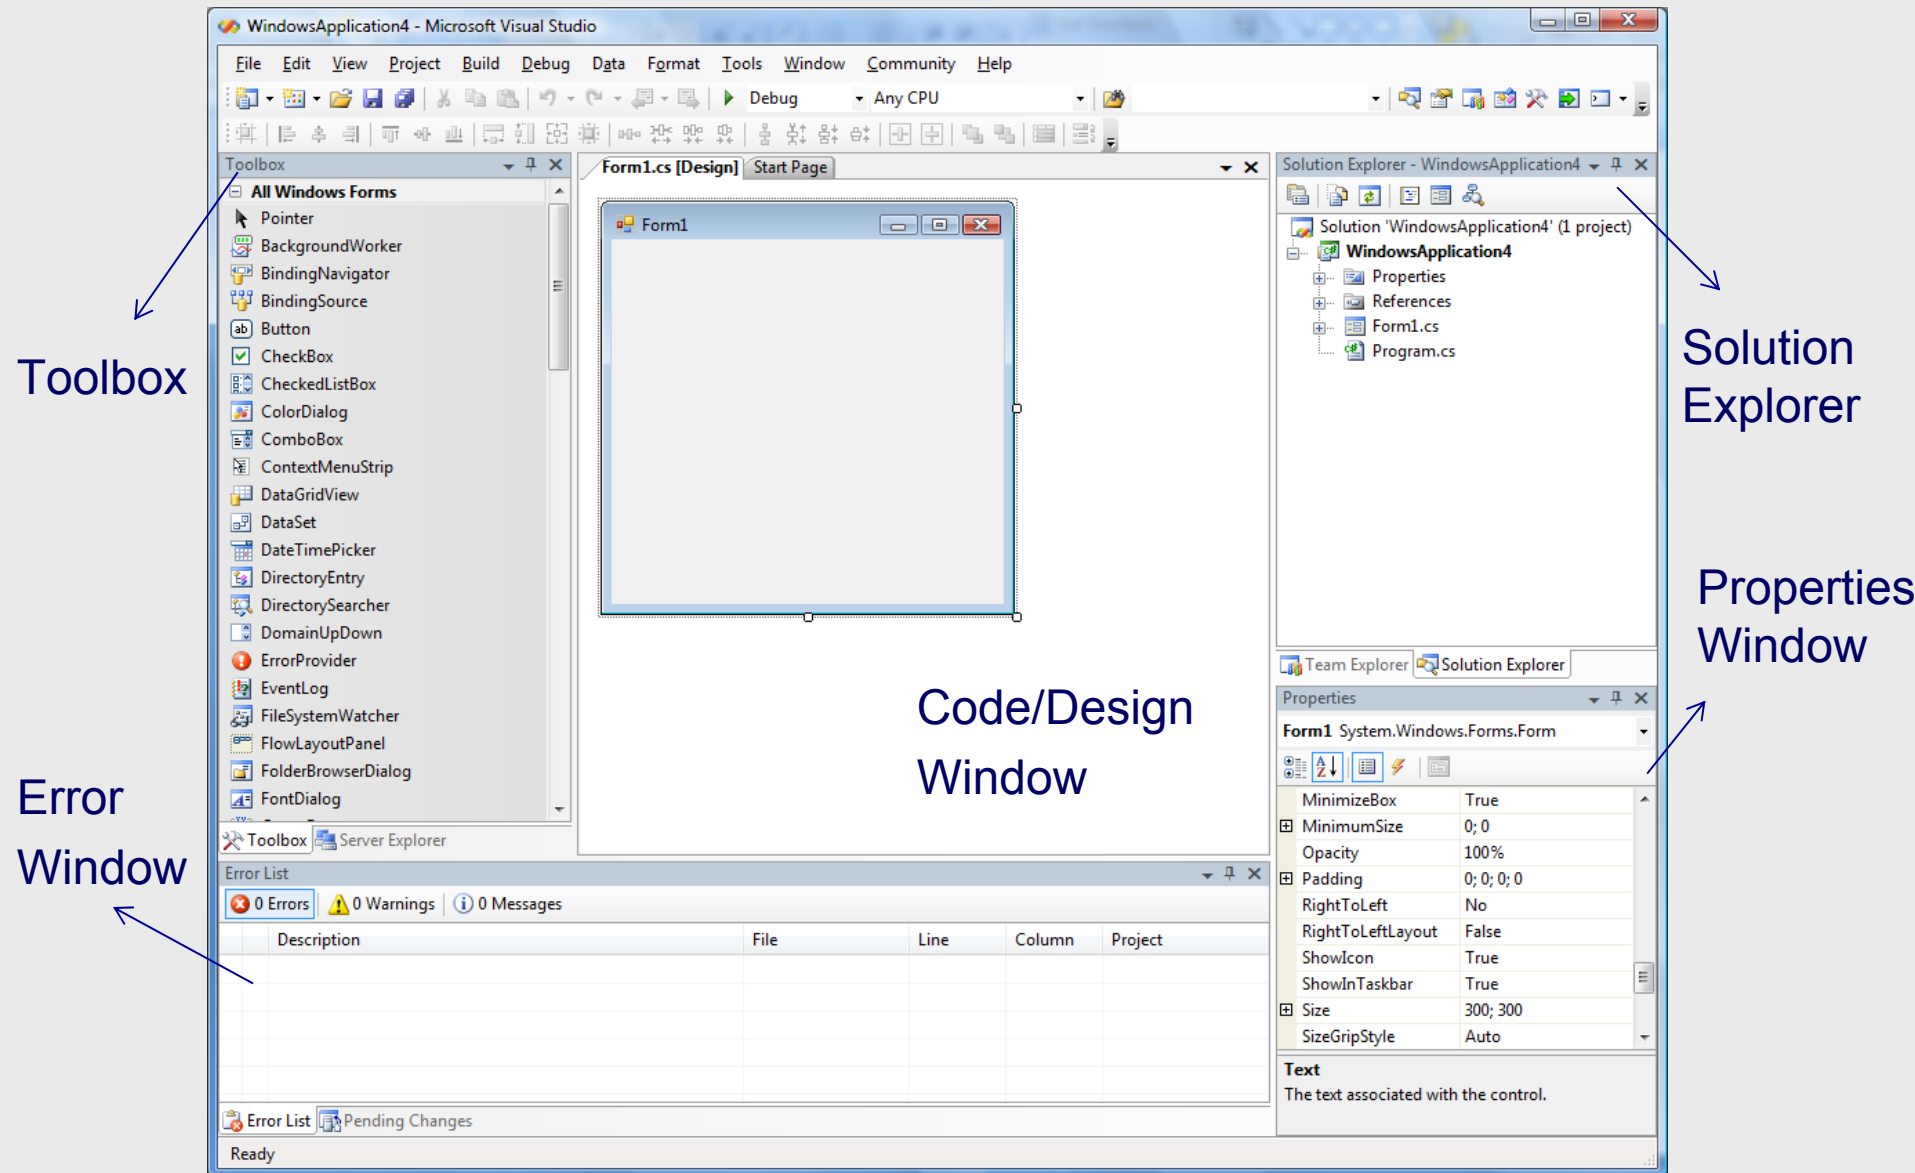 WindowsApplication4 - Microsoft Visual Studio
File Edit View Project Build Debug Data Format Tools Window Community Help
Debug Any CPU
Toolbox
All Windows Forms
Pointer
BackgroundWorker
BindingNavigator
BindingSource
Button
CheckBox
CheckedListBox
ColorDialog
ComboBox
ContextMenuStrip
DataGridView
DataSet
DateTimePicker
DirectoryEntry
DirectorySearcher
DomainUpDown
ErrorProvider
EventLog
FileSystemWatcher
FlowLayoutPanel
FolderBrowserDialog
FontDialog
Toolbox Server Explorer
Form1.cs [Design] Start Page
Form1
Code/Design
Window
Solution Explorer - WindowsApplication4
Solution 'WindowsApplication4' (1 project)
WindowsApplication4
Properties
References
Form1.cs
Program.cs
Team Explorer Solution Explorer
Properties
Form1 System.Windows.Forms.Form
MinimizeBox True
MinimumSize 0; 0
Opacity 100%
Padding 0; 0; 0; 0
RightToLeft No
RightToLeftLayout False
ShowIcon True
ShowInTaskbar True
Size 300; 300
SizeGripStyle Auto
Text
The text associated with the control.
Error List
0 Errors 0 Warnings 0 Messages
Description File Line Column Project
Error List Pending Changes
Ready
Toolbox
Error
Window
Solution
Explorer
Properties
Window